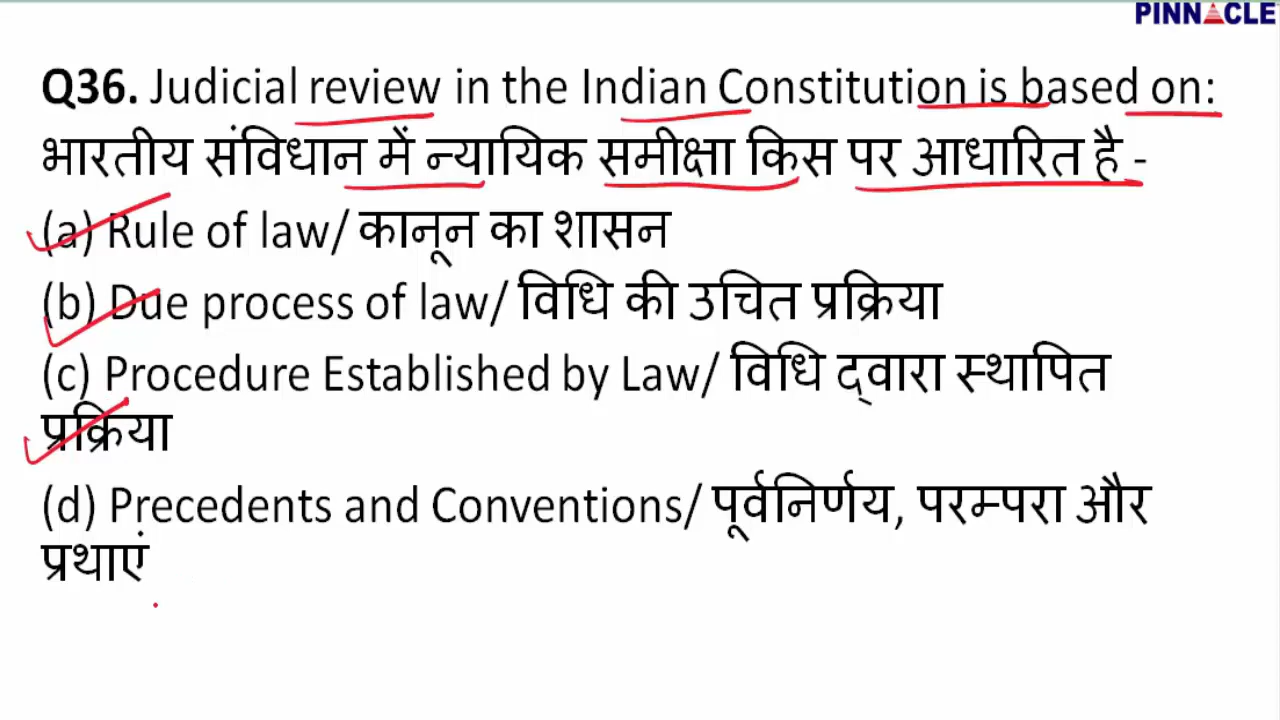 PINNACLE
Q36. Judicial review in the Indian Constitution is based on:
भारतीय संविधान में न्यायिक समीक्षा किस पर आधारित है -
(a) Rule of law/ कानून का शासन
(b) Due process of law/ विधि की उचित प्रक्रिया
(c) Procedure Established by Law/ विधि द्वारा स्थापित
प्रक्रिया
(d) Precedents and Conventions/ पूर्वनिर्णय, परम्परा और
प्रथाएं